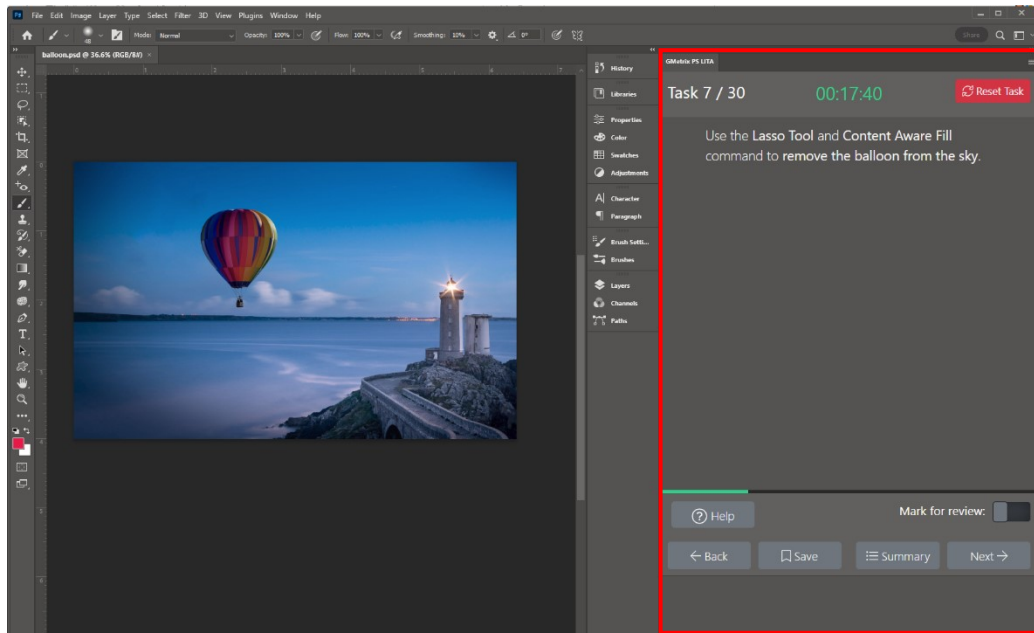 File Edit Image Layer Type Select Filter 3D View Plugins Window Help
Mode: Normal Opacity: 100% Flow: 100% Smoothing: 10% 0° Share
balloon.psd @ 36.6% (RGB/8#) ×
History
Libraries
Properties
Color
Swatches
Adjustments
Character
Paragraph
Brush Setti...
Brushes
Layers
Channels
Paths
GMetrix PS LITA
Task 7 / 30 00:17:40 Reset Task
Use the Lasso Tool and Content Aware Fill
command to remove the balloon from the sky.
Help Mark for review:
Back Save Summary Next